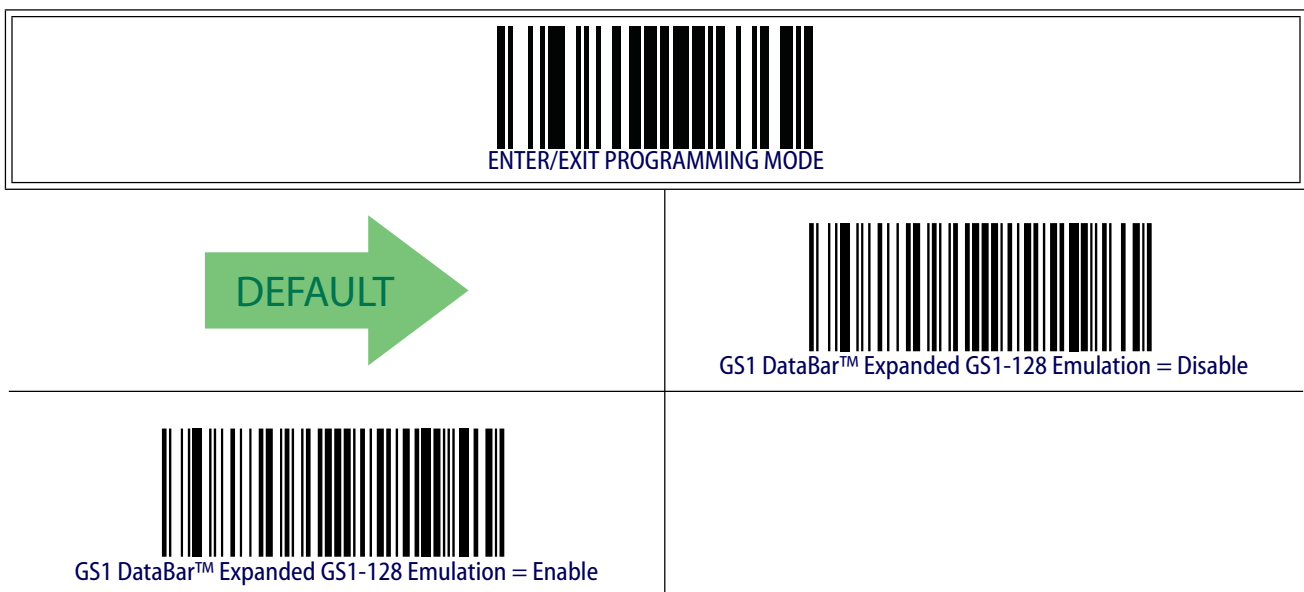 ENTER/EXIT PROGRAMMING MODE
DEFAULT
GS1 DataBar™ Expanded GS1-128 Emulation = Disable
GS1 DataBar™ Expanded GS1-128 Emulation = Enable